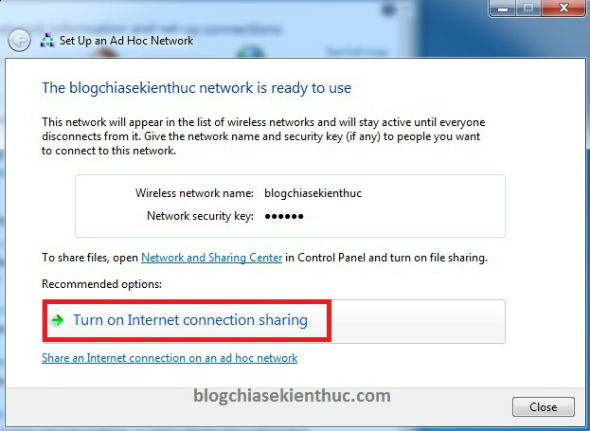 Set Up an Ad Hoc Network
The blogchiasekienthuc network is ready to use
This network will appear in the list of wireless networks and will stay active until everyone
disconnects from it. Give the network name and security key (if any) to people you want
to connect to this network.
Wireless network name: blogchiasekienthuc
Network security key: ●●●●●●
To share files, open Network and Sharing Center in Control Panel and turn on file sharing.
Recommended options:
Turn on Internet connection sharing
Share an Internet connection on an ad hoc network
blogchiasekienthuc.com
Close